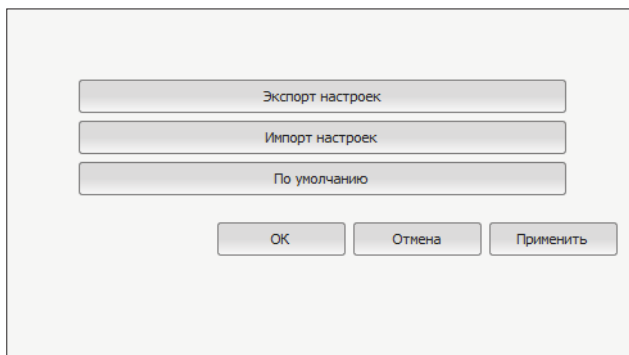 Экспорт настроек
Импорт настроек
По умолчанию
ОК Отмена Применить